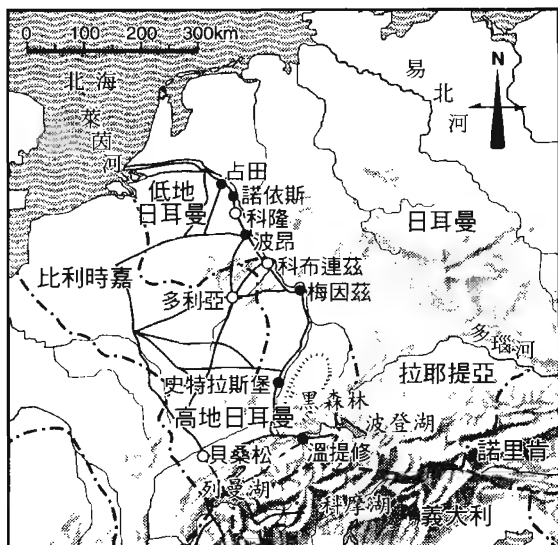 0 100 200 300km
北海
萊茵河
易北河
N
占田
低地
日耳曼
諾依斯
科隆
日耳曼
波昂
比利時嘉
科布連茲
多利亞
梅因茲
多瑙河
史特拉斯堡
拉耶提亞
黑森林
高地日耳曼
波登湖
貝桑松
溫提修
諾里肯
列曼湖
科摩湖
義大利